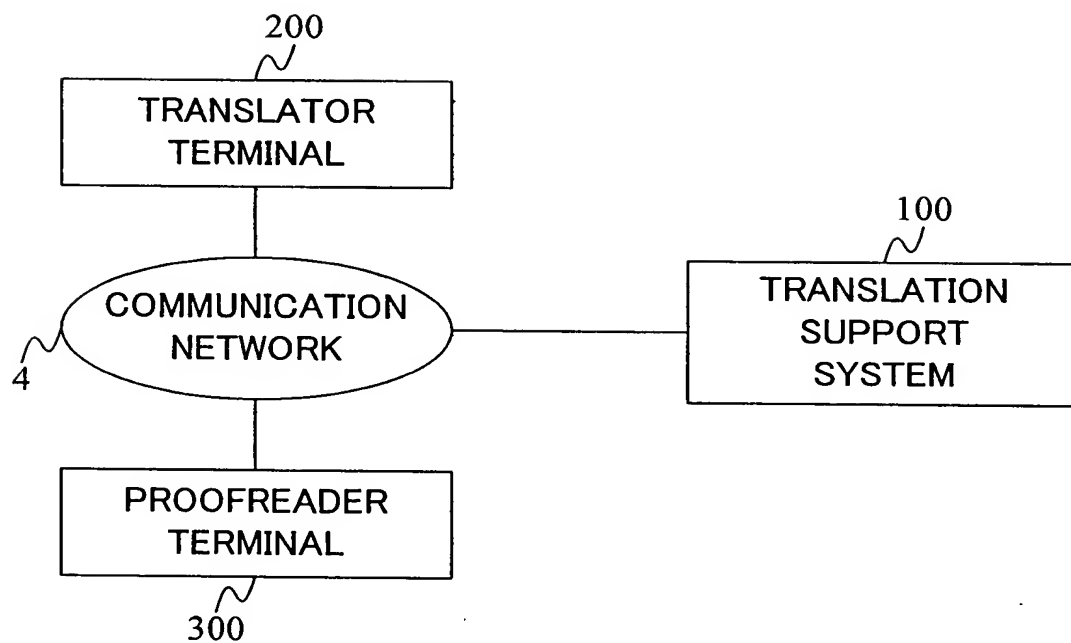 200
TRANSLATOR
TERMINAL
100
COMMUNICATION
NETWORK
4
TRANSLATION
SUPPORT
SYSTEM
PROOFREADER
TERMINAL
300